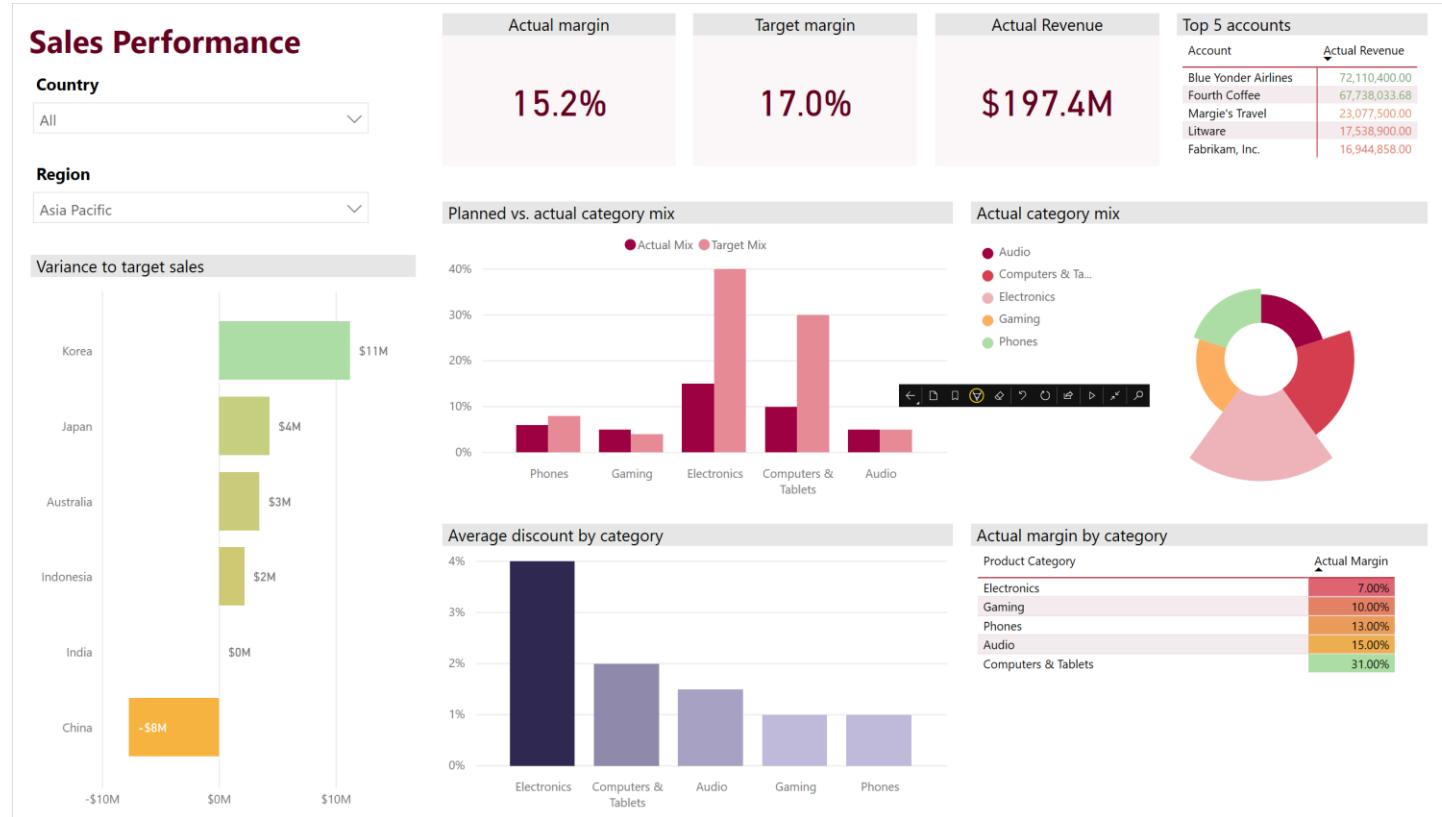 Sales Performance
Country
All
Region
Asia Pacific
Variance to target sales
Korea
$11M
Japan
$4M
Australia
$3M
Indonesia
$2M
India
$0M
China
-$8M
-$10M $0M $10M
Actual margin
15.2%
Target margin
17.0%
Actual Revenue
$197.4M
Top 5 accounts
Account Actual Revenue
Blue Yonder Airlines 72,110,400.00
Fourth Coffee 67,738,033.68
Margie's Travel 23,077,500.00
Litware 17,538,900.00
Fabrikam, Inc. 16,944,858.00
Planned vs. actual category mix
Actual Mix Target Mix
40%
30%
20%
10%
0%
Phones Gaming Electronics Computers & Audio
Tablets
Actual category mix
Audio
Computers & Ta...
Electronics
Gaming
Phones
Average discount by category
4%
3%
2%
1%
0%
Electronics Computers & Audio Gaming Phones
Tablets
Actual margin by category
Product Category Actual Margin
Electronics 7.00%
Gaming 10.00%
Phones 13.00%
Audio 15.00%
Computers & Tablets 31.00%